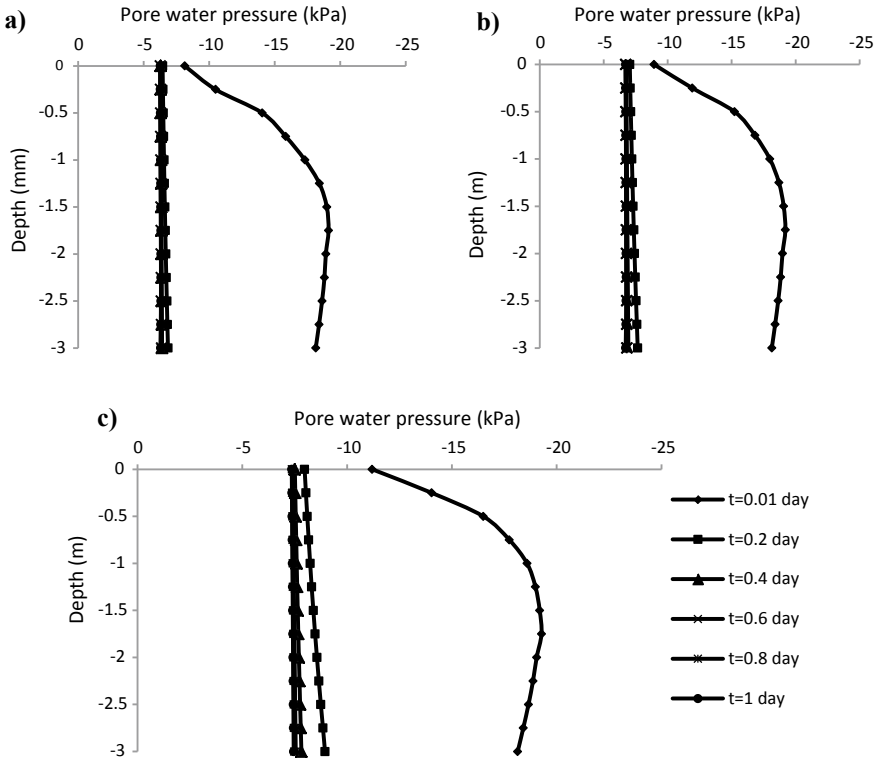 a)
Pore water pressure (kPa)
0 -5 -10 -15 -20 -25
0
-0.5
-1
-1.5
-2
-2.5
-3
Depth (mm)
b)
Pore water pressure (kPa)
0 -5 -10 -15 -20 -25
0
-0.5
-1
-1.5
-2
-2.5
-3
Depth (m)
c)
Pore water pressure (kPa)
0 -5 -10 -15 -20 -25
0
-0.5
-1
-1.5
-2
-2.5
-3
Depth (m)
t=0.01 day
t=0.2 day
t=0.4 day
t=0.6 day
t=0.8 day
t=1 day